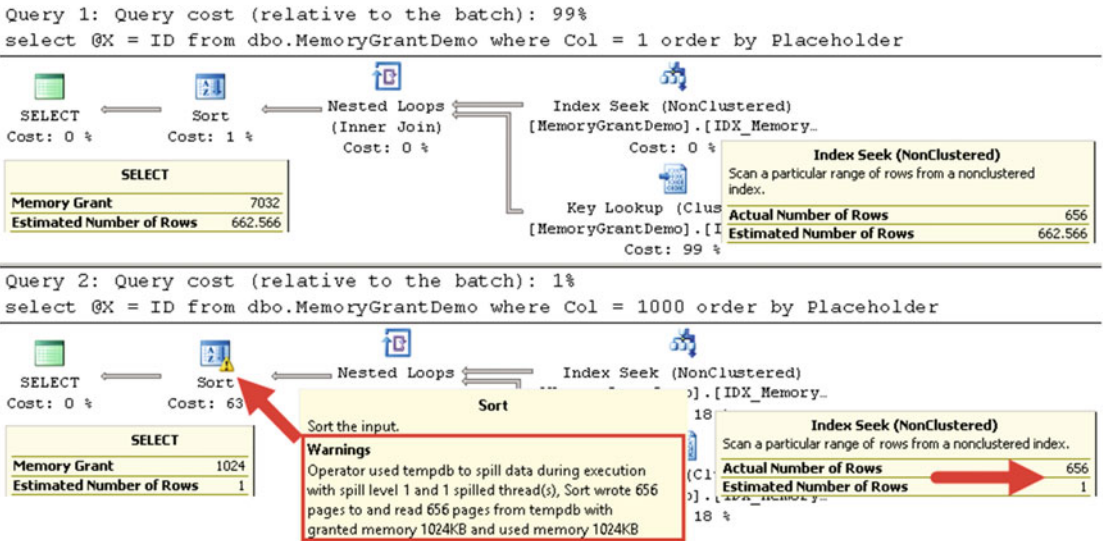 Query 1: Query cost (relative to the batch): 99%
select @X = ID from dbo.MemoryGrantDemo where Col = 1 order by Placeholder
SELECT
Cost: 0 %
Sort
Cost: 1 %
Nested Loops
(Inner Join)
Cost: 0 %
Index Seek (NonClustered)
[MemoryGrantDemo].[IDX_Memory…
Cost: 0 %
Key Lookup (Clus
[MemoryGrantDemo].[I
Cost: 99 %
SELECT
Memory Grant 7032
Estimated Number of Rows 662.566
Index Seek (NonClustered)
Scan a particular range of rows from a nonclustered
index.
Actual Number of Rows 656
Estimated Number of Rows 662.566
Query 2: Query cost (relative to the batch): 1%
select @X = ID from dbo.MemoryGrantDemo where Col = 1000 order by Placeholder
SELECT
Cost: 0 %
Sort
Cost: 63
Nested Loops
Index Seek (NonClustered)
].[IDX_Memory…
18
SELECT
Memory Grant 1024
Estimated Number of Rows 1
Sort
Sort the input.
Warnings
Operator used tempdb to spill data during execution
with spill level 1 and 1 spilled thread(s), Sort wrote 656
pages to and read 656 pages from tempdb with
granted memory 1024KB and used memory 1024KB
Index Seek (NonClustered)
Scan a particular range of rows from a nonclustered index.
Actual Number of Rows 656
Estimated Number of Rows 1
18 %